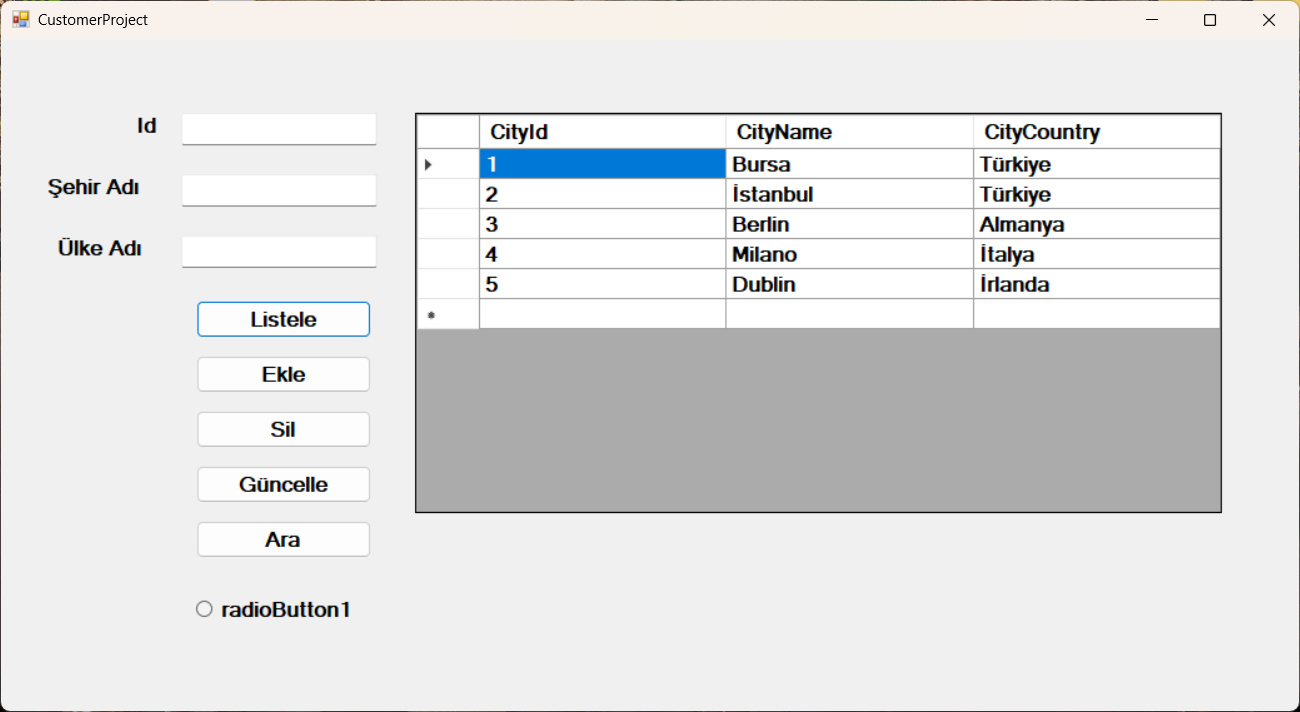 CustomerProject
Id
Şehir Adı
Ülke Adı
Listele
Ekle
Sil
Güncelle
Ara
radioButton1
CityId CityName CityCountry
1 Bursa Türkiye
2 İstanbul Türkiye
3 Berlin Almanya
4 Milano İtalya
5 Dublin İrlanda